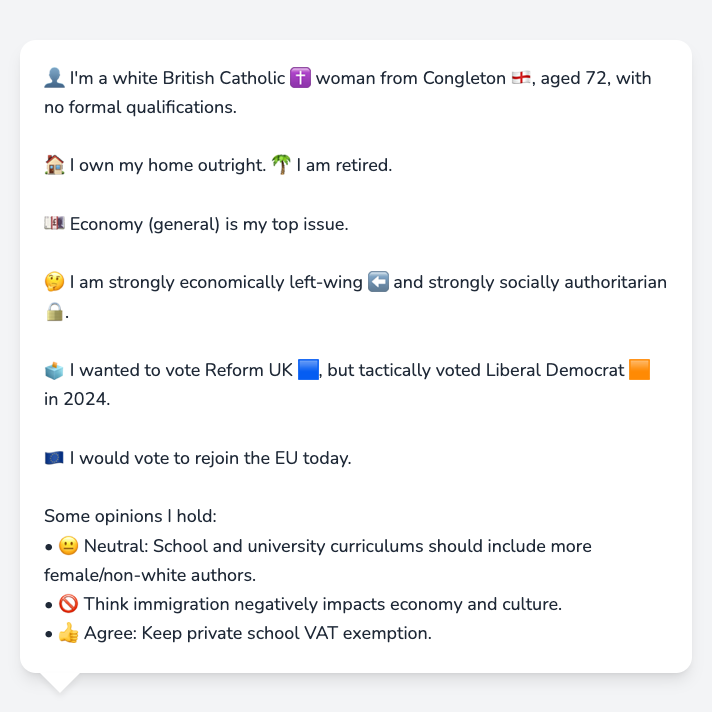 👤 I'm a white British Catholic ✝️ woman from Congleton 🏴󠁧󠁢󠁥󠁮󠁧󠁿, aged 72, with
no formal qualifications.
🏠 I own my home outright. 🌴 I am retired.
💷 Economy (general) is my top issue.
🤔 I am strongly economically left-wing ⬅️ and strongly socially authoritarian
🔒.
🗳️ I wanted to vote Reform UK 🟦, but tactically voted Liberal Democrat 🟧
in 2024.
🇪🇺 I would vote to rejoin the EU today.
Some opinions I hold:
• 😐 Neutral: School and university curriculums should include more
female/non-white authors.
• 🚫 Think immigration negatively impacts economy and culture.
• 👍 Agree: Keep private school VAT exemption.